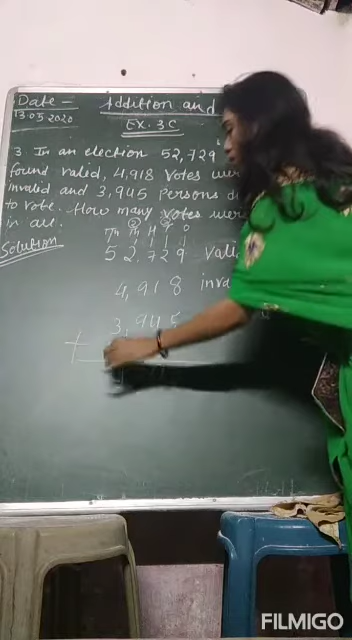 Date – Addition and
13.05.2020 Ex. 3C
3. In an election 52,729
found valid, 4,918 votes
invalid and 3,945 persons
to vote. How many votes were
in all.
Solution Th Th H T O
5 2, 7 2 9 vali
4, 9 1 8 inva
3, 9 4 5
+
FILMIGO